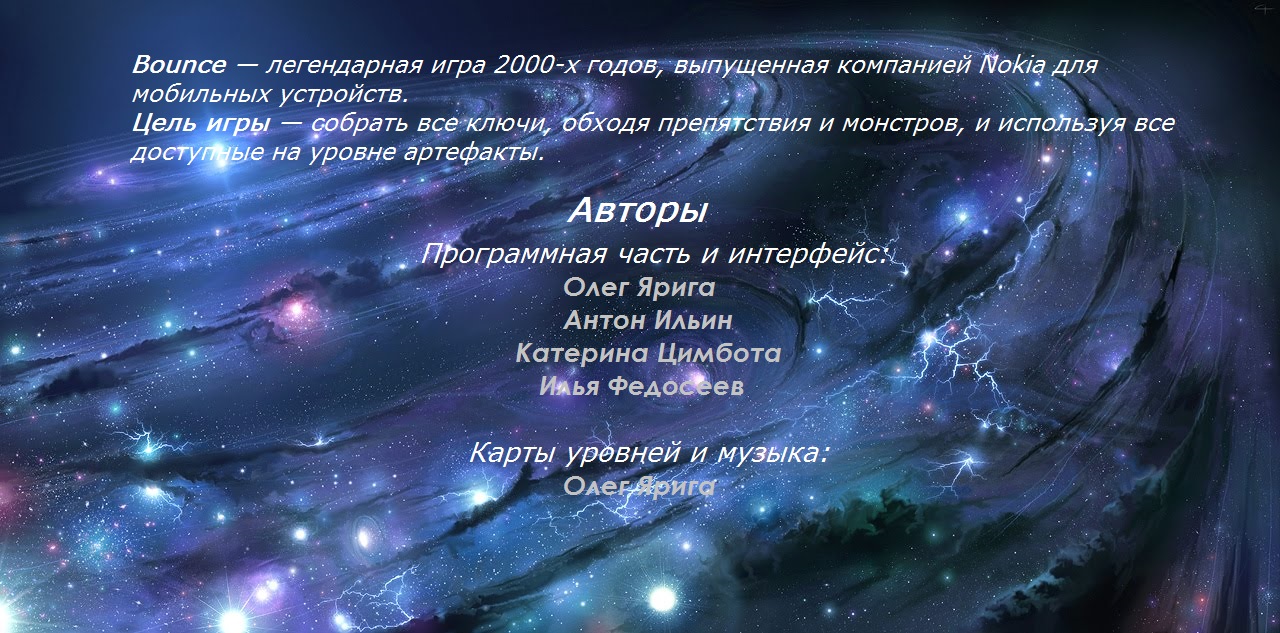 Bounce — легендарная игра 2000-х годов, выпущенная компанией Nokia для
мобильных устройств.
Цель игры — собрать все ключи, обходя препятствия и монстров, и используя все
доступные на уровне артефакты.
Авторы
Программная часть и интерфейс:
Олег Ярига
Антон Ильин
Катерина Цимбота
Илья Федосеев
Карты уровней и музыка:
Олег Ярига